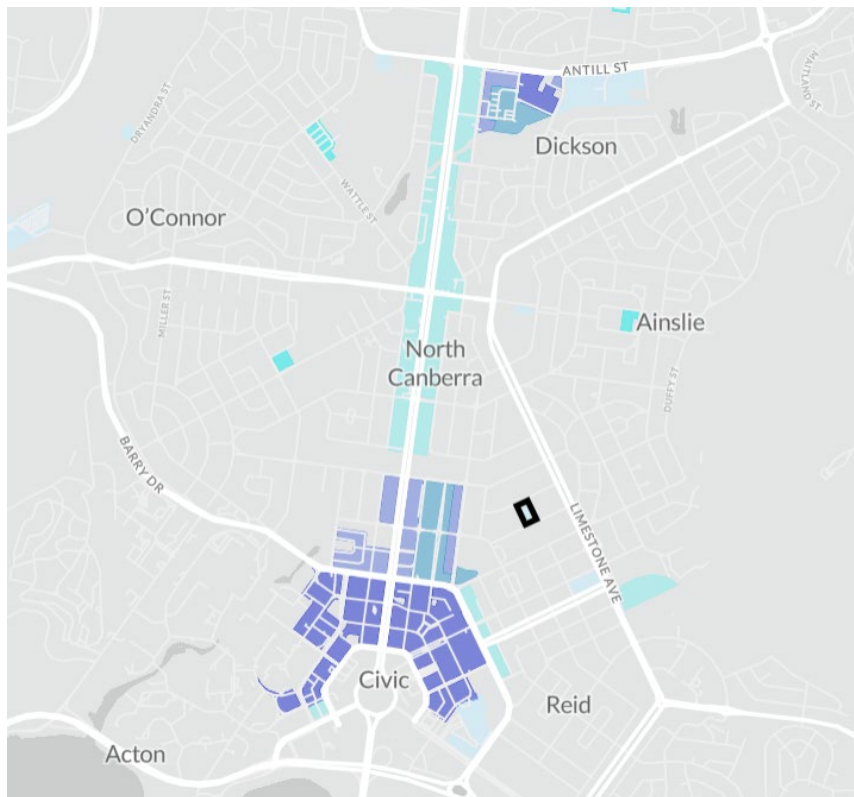 ANTILL ST
MAITLAND ST
DRYANDRA ST
Dickson
WATTLE ST
O'Connor
MILLER ST
Ainslie
North
Canberra
DUFFY ST
BARRY DR
LIMESTONE AVE
Civic
Reid
Acton